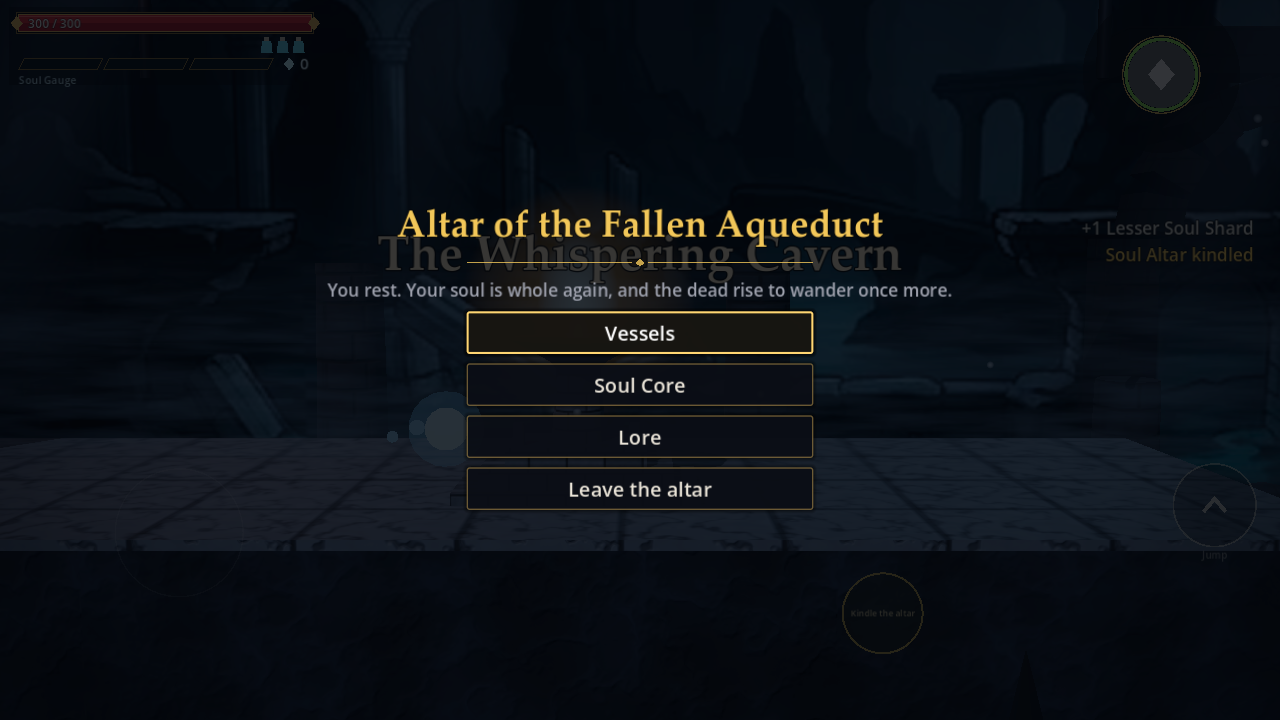 300 / 300
0
Soul Gauge
Altar of the Fallen Aqueduct
The Whispering Cavern
+1 Lesser Soul Shard
Soul Altar kindled
You rest. Your soul is whole again, and the dead rise to wander once more.
Vessels
Soul Core
Lore
Leave the altar
Jump
Kindle the altar